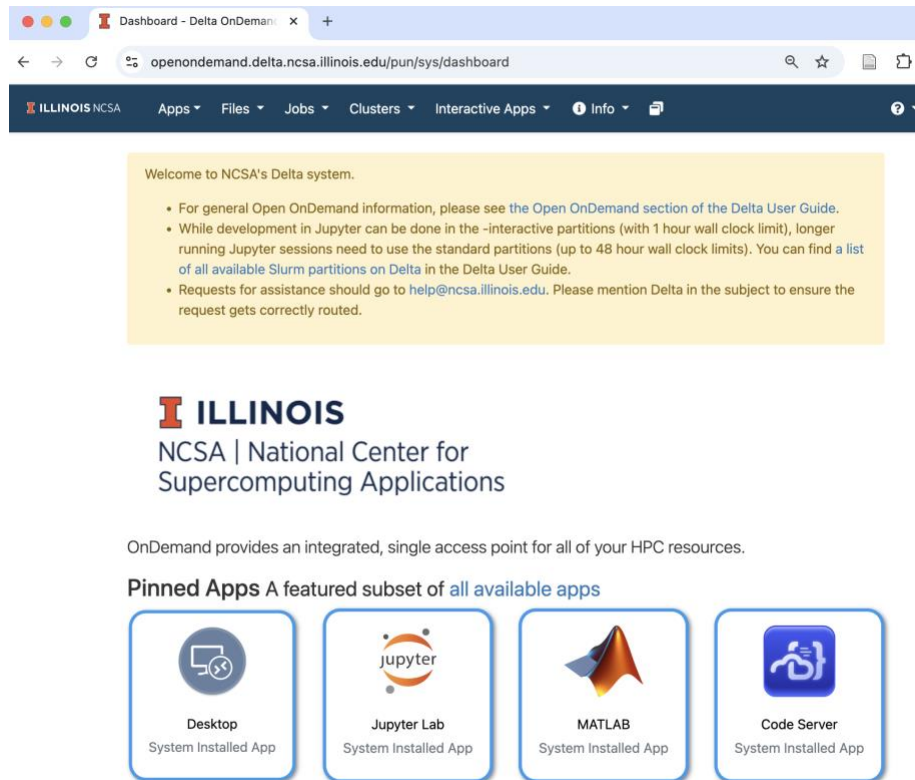 Dashboard - Delta OnDeman
openondemand.delta.ncsa.illinois.edu/pun/sys/dashboard
ILLINOIS NCSA Apps Files Jobs Clusters Interactive Apps Info
Welcome to NCSA's Delta system.
• For general Open OnDemand information, please see the Open OnDemand section of the Delta User Guide.
• While development in Jupyter can be done in the -interactive partitions (with 1 hour wall clock limit), longer
running Jupyter sessions need to use the standard partitions (up to 48 hour wall clock limits). You can find a list
of all available Slurm partitions on Delta in the Delta User Guide.
• Requests for assistance should go to help@ncsa.illinois.edu. Please mention Delta in the subject to ensure the
request gets correctly routed.
ILLINOIS
NCSA | National Center for
Supercomputing Applications
OnDemand provides an integrated, single access point for all of your HPC resources.
Pinned Apps A featured subset of all available apps
jupyter
Desktop Jupyter Lab MATLAB Code Server
System Installed App System Installed App System Installed App System Installed App